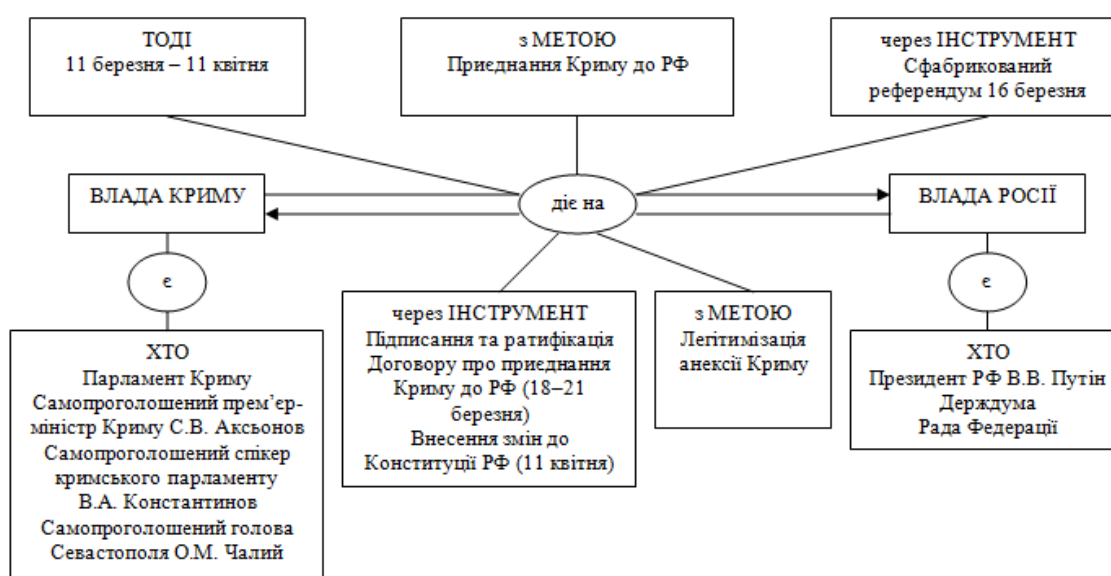 ТОДІ
11 березня – 11 квітня
з МЕТОЮ
Приєднання Криму до РФ
через ІНСТРУМЕНТ
Сфабрикований
референдум 16 березня
ВЛАДА КРИМУ
діє на
ВЛАДА РОСІЇ
є
є
через ІНСТРУМЕНТ
Підписання та ратифікація
Договору про приєднання
Криму до РФ (18–21
березня)
Внесення змін до
Конституції РФ (11 квітня)
з МЕТОЮ
Легітимізація
анексії Криму
ХТО
Парламент Криму
Самопроголошений прем’єр-
міністр Криму С.В. Аксьонов
Самопроголошений спікер
кримського парламенту
В.А. Константинов
Самопроголошений голова
Севастополя О.М. Чалий
ХТО
Президент РФ В.В. Путін
Держдума
Рада Федерації